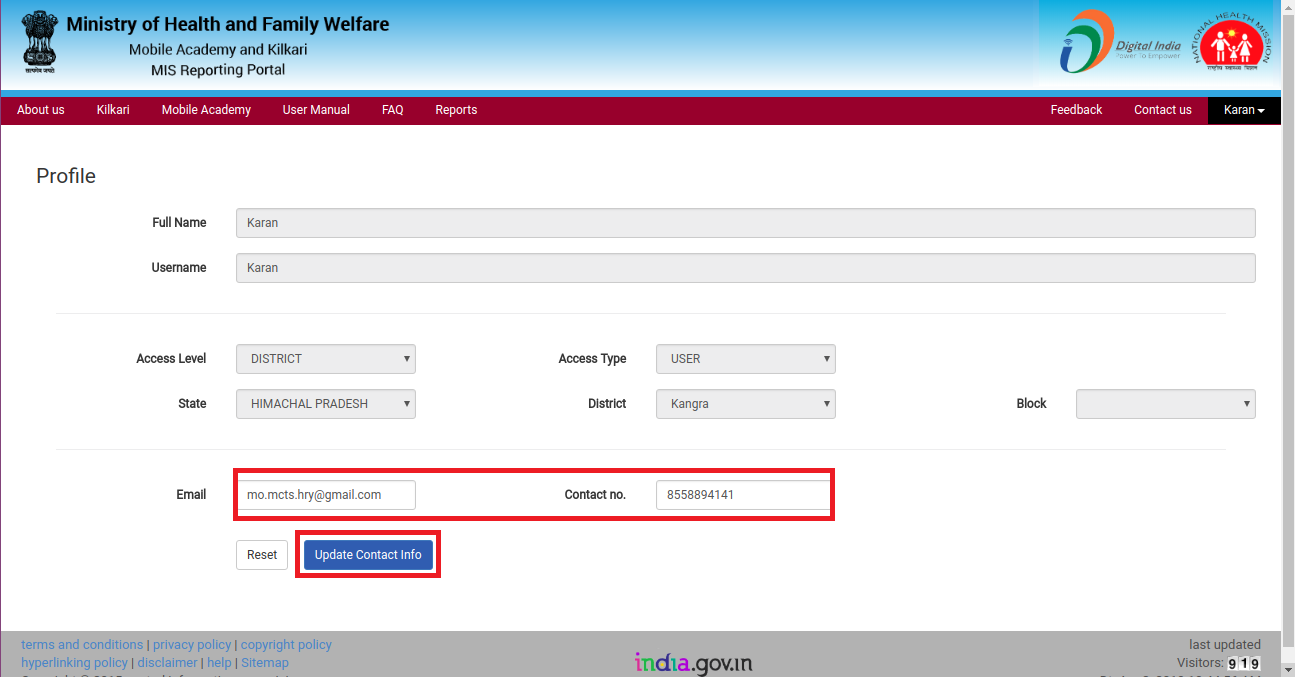 Ministry of Health and Family Welfare
Mobile Academy and Kilkari
MIS Reporting Portal
सत्यमेव जयते
Digital India
Power To Empower
NATIONAL HEALTH MISSION
About us Kilkari Mobile Academy User Manual FAQ Reports Feedback Contact us Karan
Profile
Full Name Karan
Username Karan
Access Level DISTRICT Access Type USER
State HIMACHAL PRADESH District Kangra Block
Email mo.mcts.hry@gmail.com Contact no. 8558894141
Reset Update Contact Info
terms and conditions | privacy policy | copyright policy last updated
hyperlinking policy | disclaimer | help | Sitemap india.gov.in Visitors: 919